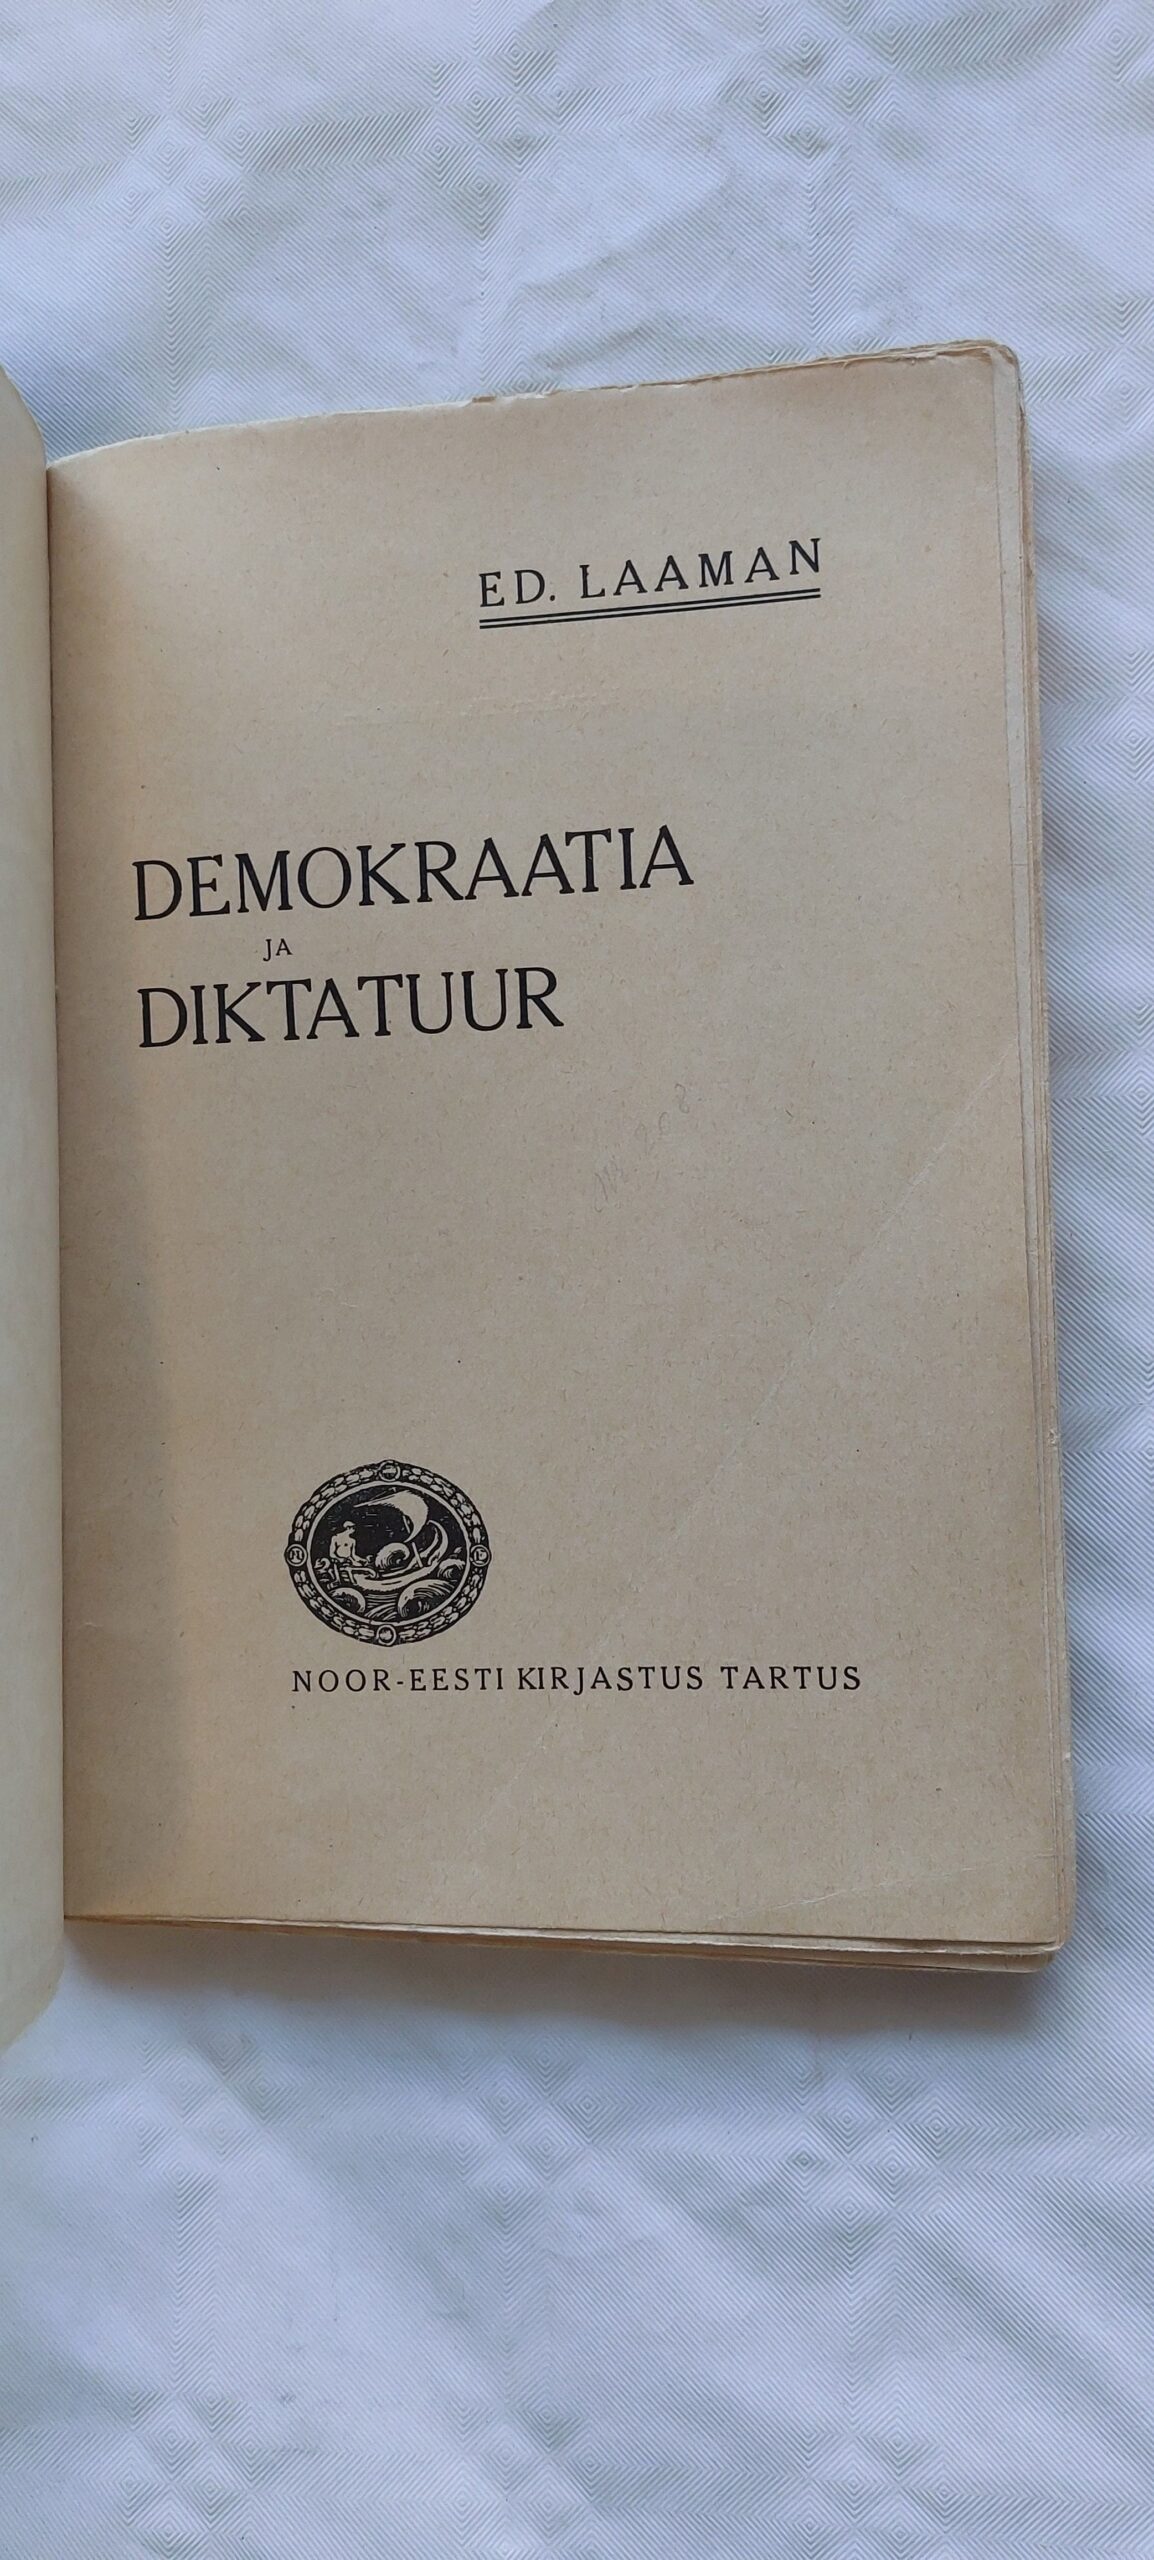 ED. LAAMAN
DEMOKRAATIA
JA
DIKTATUUR
NOOR-EESTI KIRJASTUS TARTUS